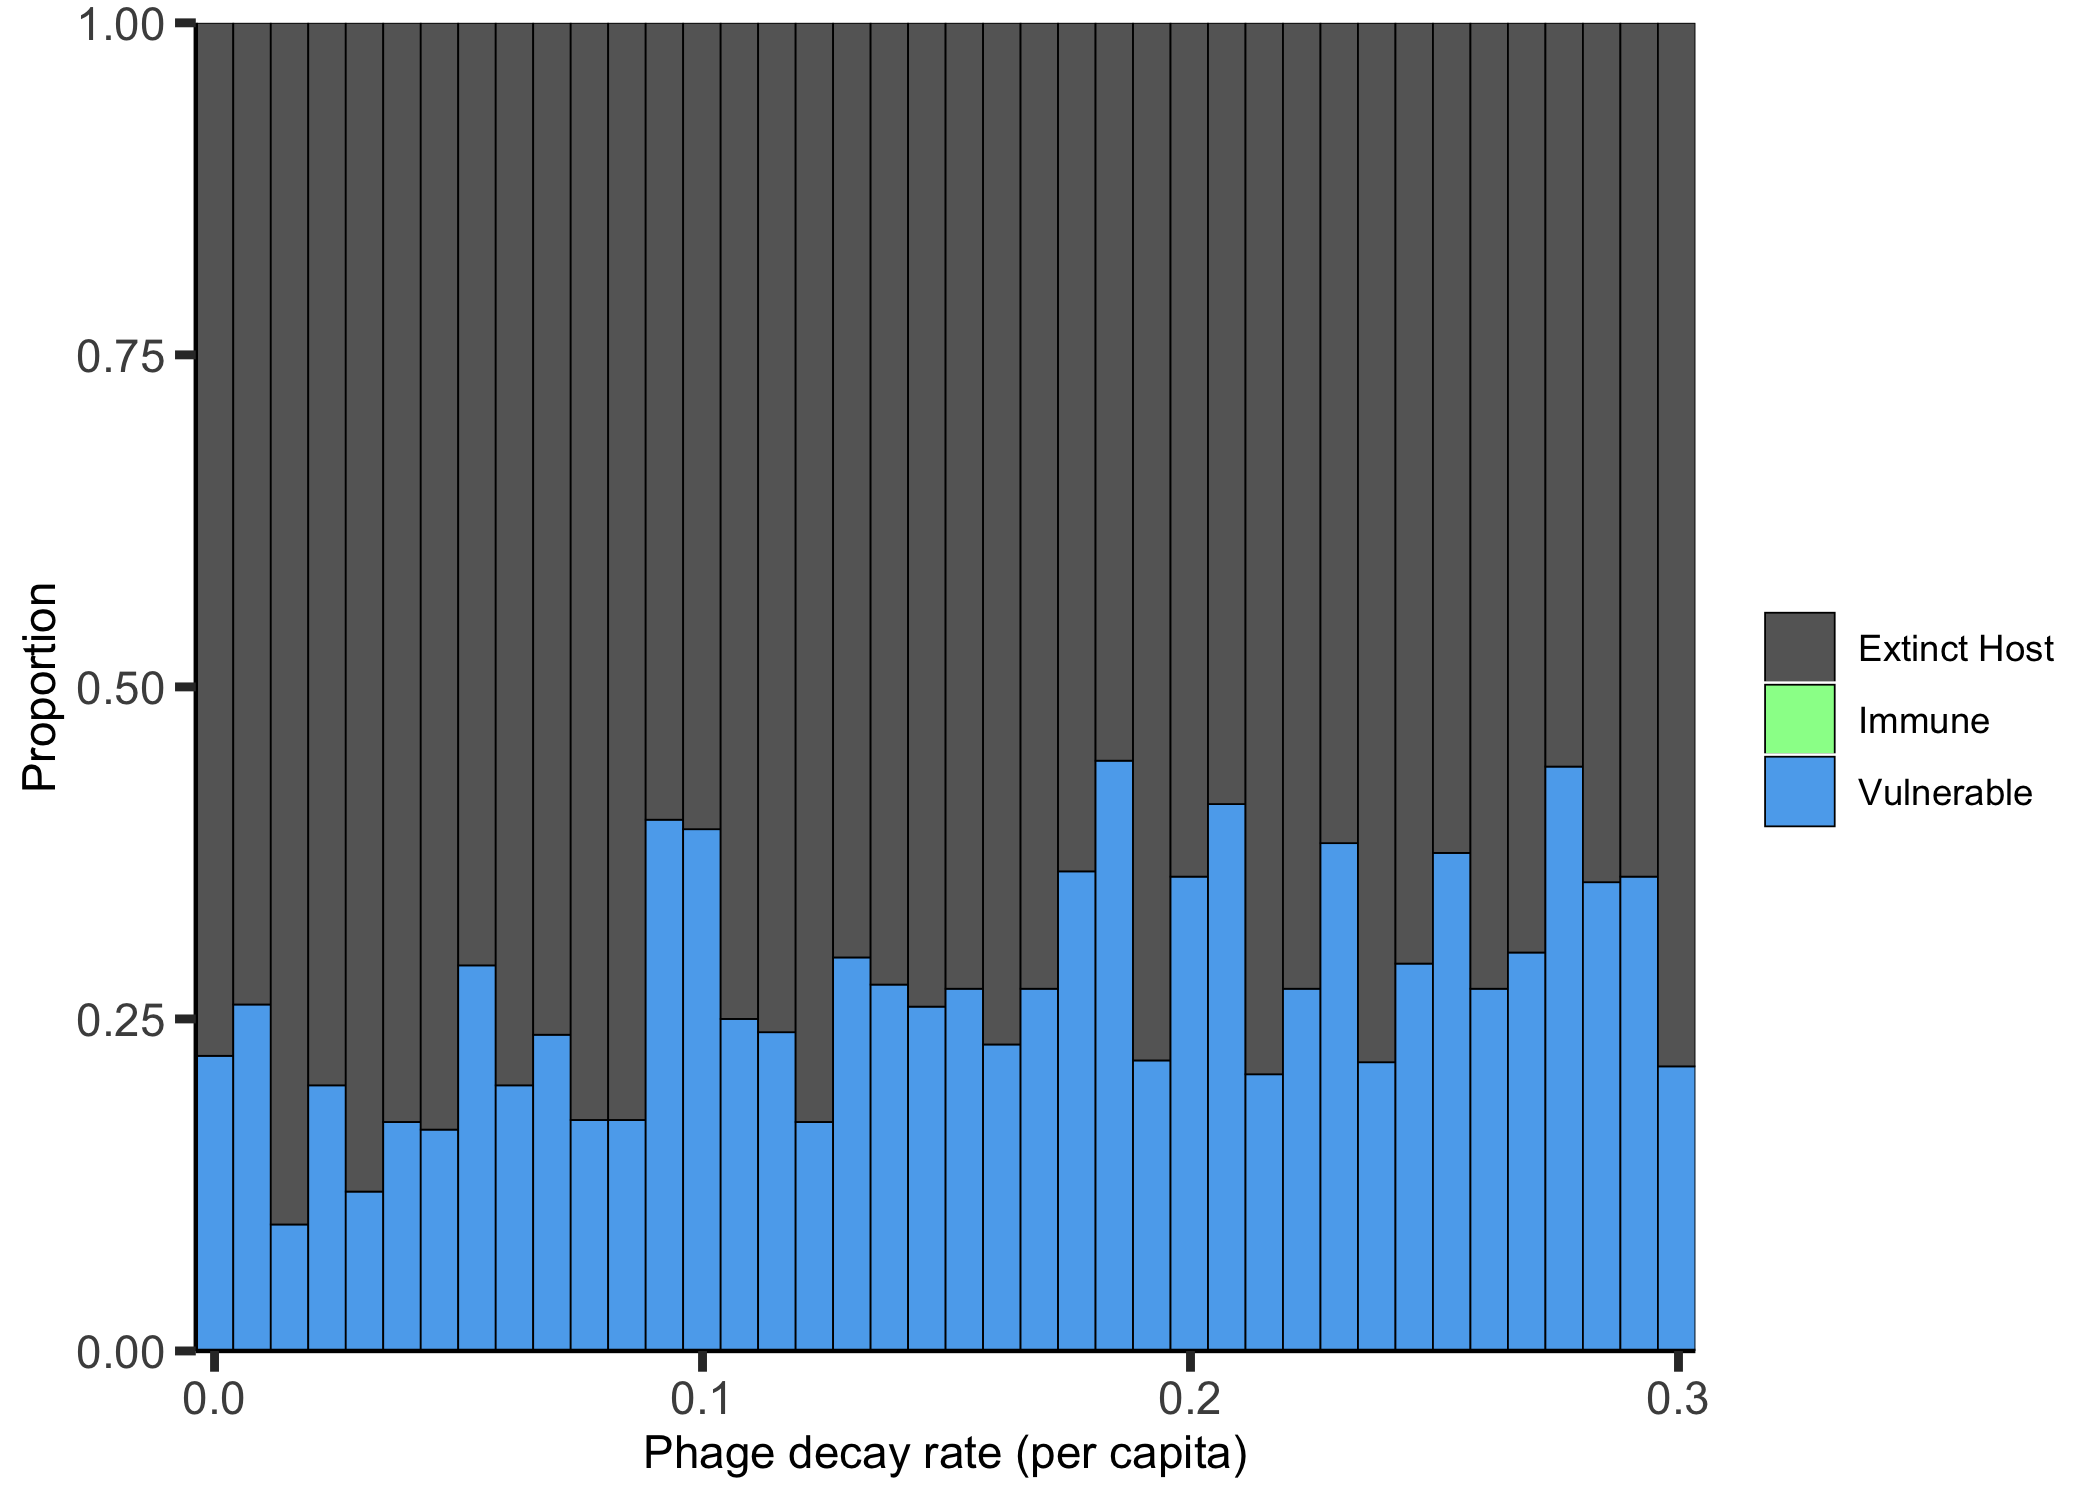 1.00
0.75
0.50
0.25
0.00
Proportion
0.0
0.1
0.2
0.3
Phage decay rate (per capita)
Extinct Host
Immune
Vulnerable